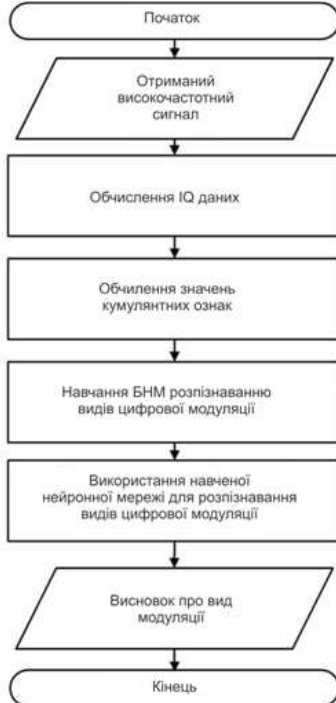 Початок
Отриманий
високочастотний
сигнал
Обчислення IQ даних
Обчилення значень
кумулянтних ознак
Навчання БНМ розпізнаванню
видів цифрової модуляції
Використання навченої
нейронної мережі для розпізнавання
видів цифрової модуляції
Висновок про вид
модуляції
Кінець